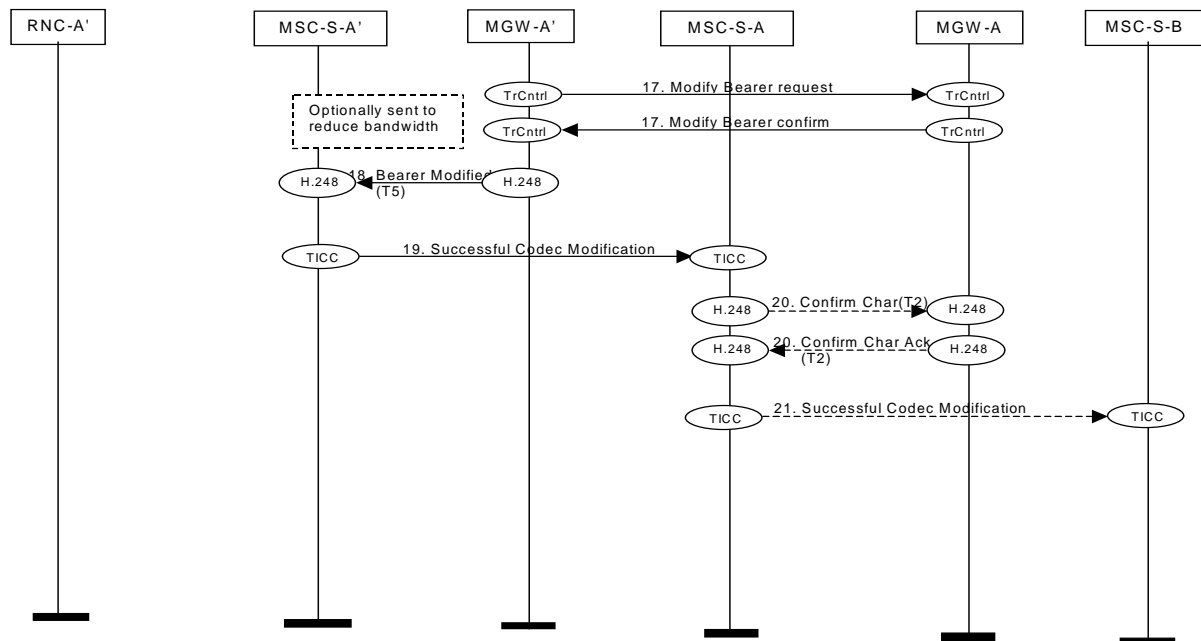 RNC-A'
MSC-S-A'
MGW-A'
MSC-S-A
MGW-A
MSC-S-B
TrCntrl
17. Modify Bearer request
TrCntrl
Optionally sent to
reduce bandwidth
TrCntrl
17. Modify Bearer confirm
TrCntrl
H.248
18. Bearer Modified
(T5)
H.248
TICC
19. Successful Codec Modification
TICC
H.248
20. Confirm Char(T2)
H.248
H.248
20. Confirm Char Ack
(T2)
H.248
TICC
21. Successful Codec Modification
TICC